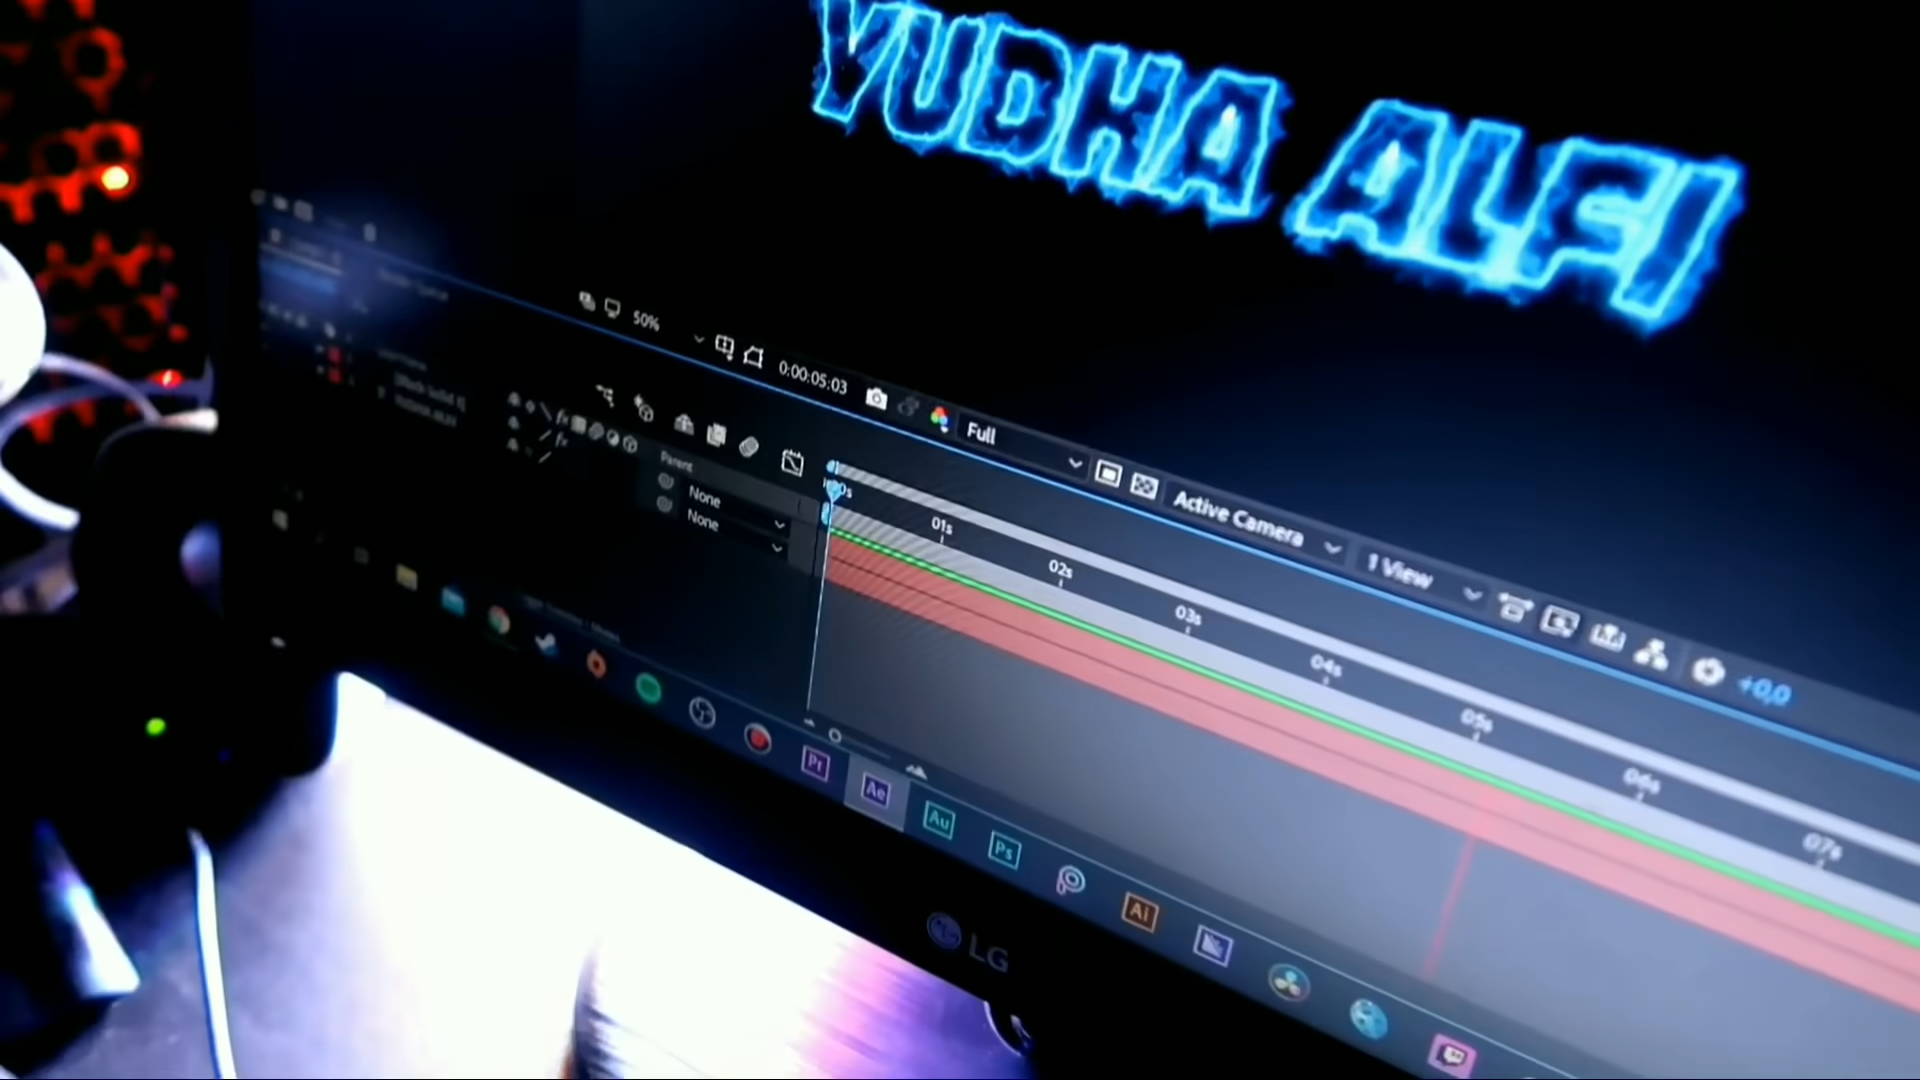 YUDHA ALFI
50%
0:00:05:03
Full
Active Camera
1 View
+0,0
Parent
None
None
01s
02s
03s
04s
05s
06s
07s
Pr
Ae
Au
Ps
Ai
LG